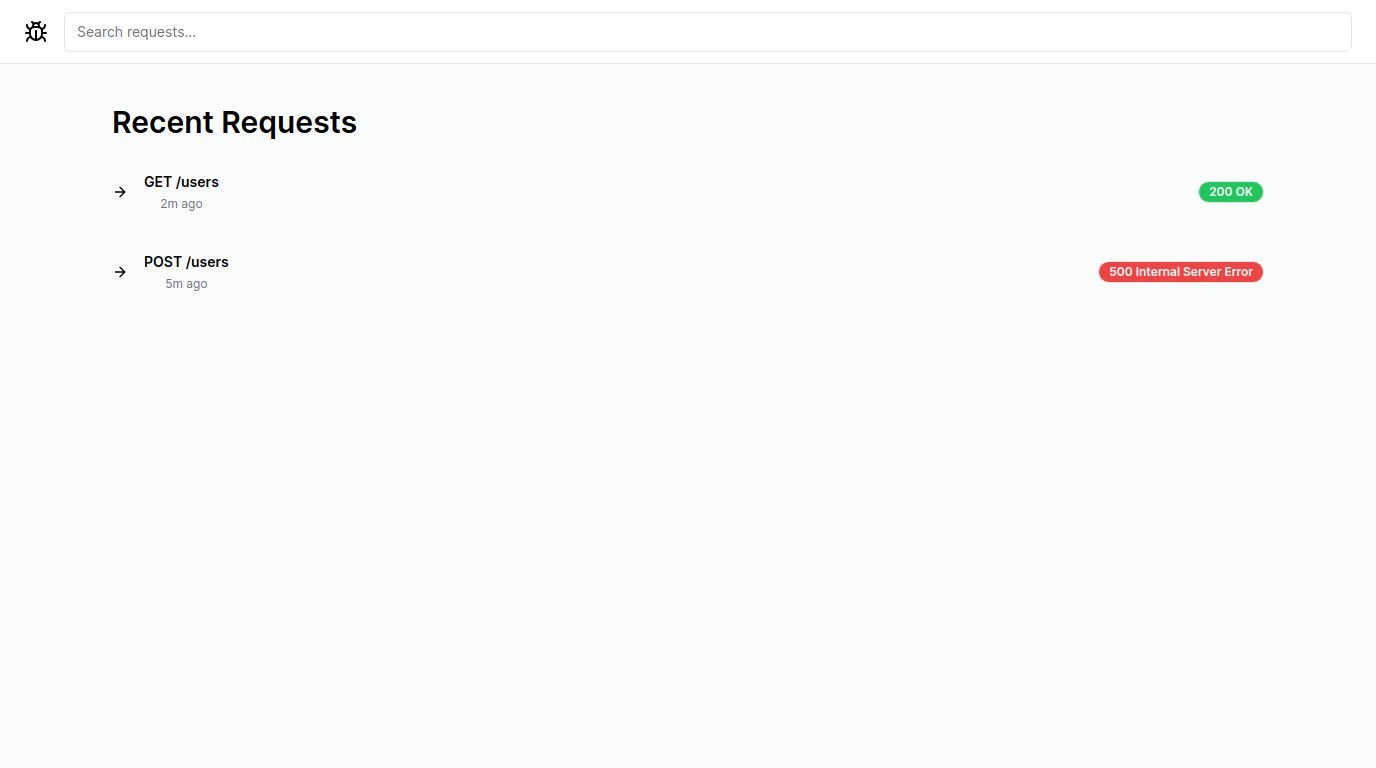 Search requests...
Recent Requests
GET /users
2m ago
200 OK
POST /users
5m ago
500 Internal Server Error